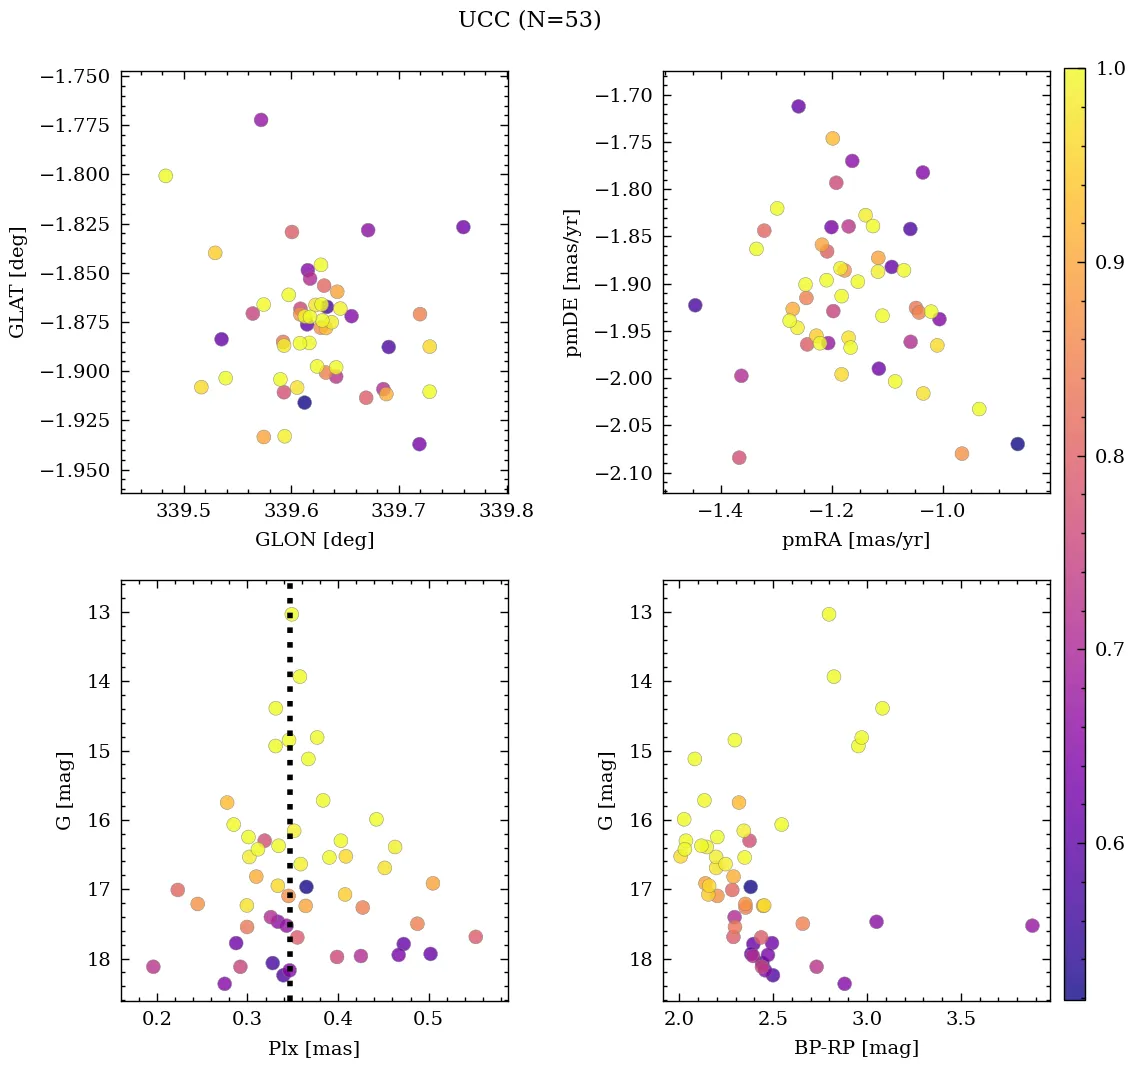 UCC (N=53)
−1.750
−1.775
−1.800
−1.825
−1.850
−1.875
−1.900
−1.925
−1.950
GLAT [deg]
339.5 339.6 339.7 339.8
GLON [deg]
−1.70
−1.75
−1.80
−1.85
−1.90
−1.95
−2.00
−2.05
−2.10
pmDE [mas/yr]
−1.4 −1.2 −1.0
pmRA [mas/yr]
13
14
15
16
17
18
G [mag]
0.2 0.3 0.4 0.5
Plx [mas]
13
14
15
16
17
18
G [mag]
2.0 2.5 3.0 3.5
BP-RP [mag]
1.0
0.9
0.8
0.7
0.6